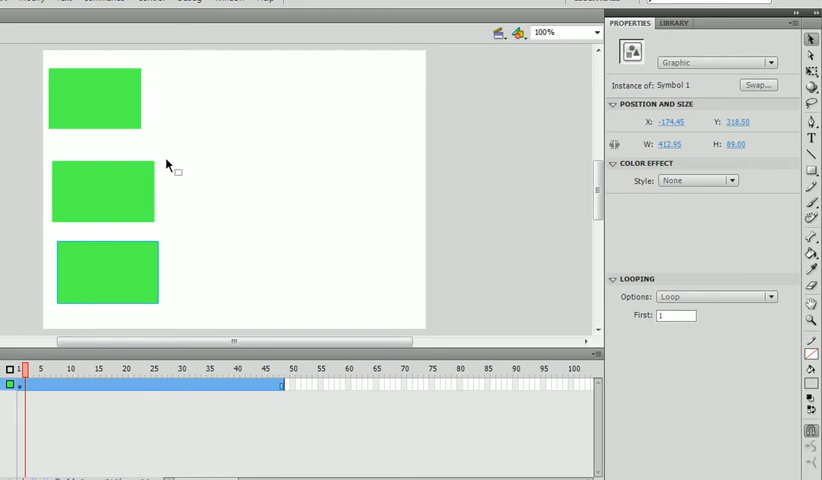 100%
PROPERTIES
LIBRARY
Graphic
Instance of: Symbol 1
Swap...
POSITION AND SIZE
X: -174.45 Y: 318.50
W: 412.95 H: 89.00
COLOR EFFECT
Style: None
LOOPING
Options: Loop
First: 1
1 5 10 15 20 25 30 35 40 45 50 55 60 65 70 75 80 85 90 95 100